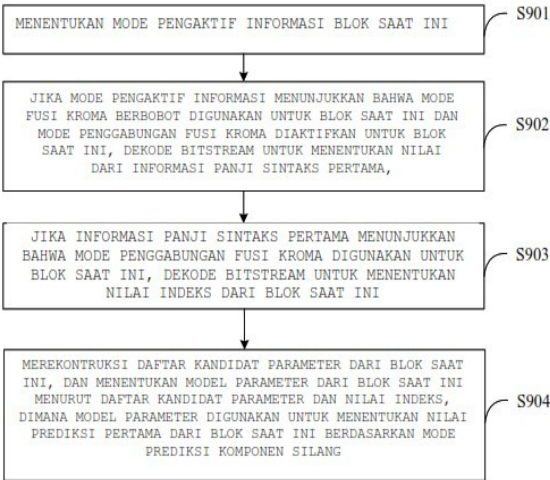 MENENTUKAN MODE PENGAKTIF INFORMASI BLOK SAAT INI
S901
JIKA MODE PENGAKTIF INFORMASI MENUNJUKKAN BAHWA MODE
FUSI KROMA BERBOBOT DIGUNAKAN UNTUK BLOK SAAT INI DAN
MODE PENGGABUNGAN FUSI KROMA DIAKTIFKAN UNTUK BLOK
SAAT INI, DEKODE BITSTREAM UNTUK MENENTUKAN NILAI
DARI INFORMASI PANJI SINTAKS PERTAMA,
S902
JIKA INFORMASI PANJI SINTAKS PERTAMA MENUNJUKKAN
BAHWA MODE PENGGABUNGAN FUSI KROMA DIGUNAKAN UNTUK
BLOK SAAT INI, DEKODE BITSTREAM UNTUK MENENTUKAN
NILAI INDEKS DARI BLOK SAAT INI
S903
MEREKONTRUKSI DAFTAR KANDIDAT PARAMETER DARI BLOK SAAT
INI, DAN MENENTUKAN MODEL PARAMETER DARI BLOK SAAT INI
MENURUT DAFTAR KANDIDAT PARAMETER DAN NILAI INDEKS,
DIMANA MODEL PARAMETER DIGUNAKAN UNTUK MENENTUKAN NILAI
PREDIKSI PERTAMA DARI BLOK SAAT INI BERDASARKAN MODE
PREDIKSI KOMPONEN SILANG
S904